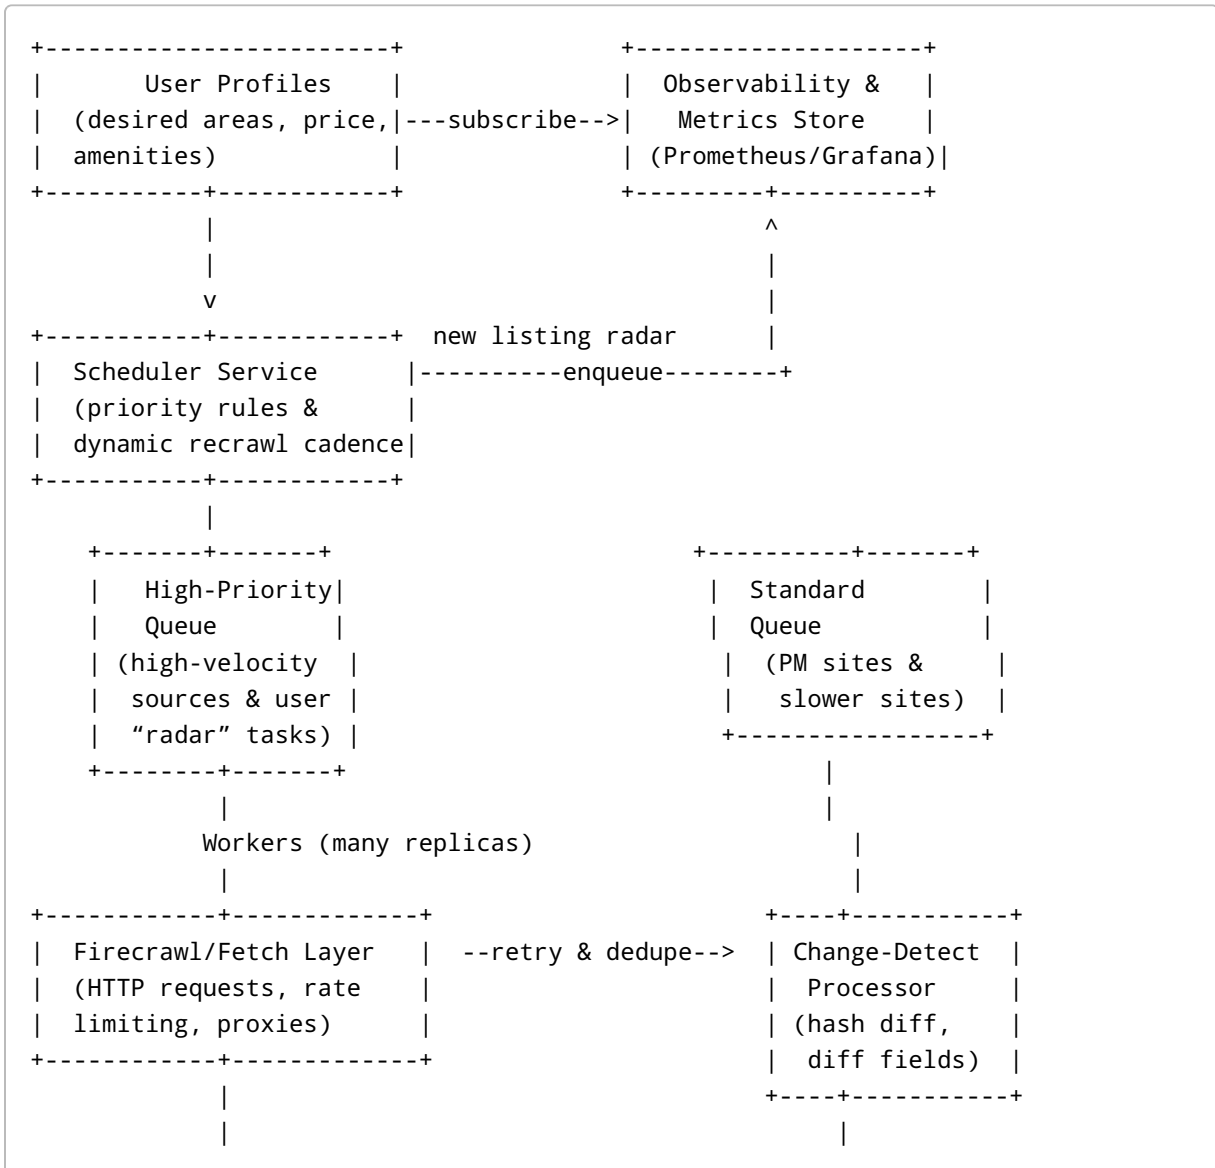 +------------------------+               +--------------------+
|       User Profiles    |               |  Observability &   |
|  (desired areas, price,|---subscribe-->|   Metrics Store    |
|  amenities)            |               | (Prometheus/Grafana)|
+-----------+------------+               +---------+----------+
            |                                      ^
            |                                      |
            v                                      |
+-----------+------------+  new listing radar      |
|  Scheduler Service      |----------enqueue--------+
|  (priority rules &      |
|  dynamic recrawl cadence|
+-----------+------------+
            |
    +-------+-------+                         +----------+-------+
    |   High-Priority|                         |  Standard        |
    |   Queue        |                         |  Queue           |
    | (high-velocity  |                         |  (PM sites &     |
    |  sources & user |                         |   slower sites)  |
    |  “radar” tasks) |                         +-----------------+
    +--------+-------+                                 |
             |                                         |
            Workers (many replicas)                      |
             |                                           |
+------------+-------------+                       +----+-----------+
|  Firecrawl/Fetch Layer   |  --retry & dedupe-->  | Change-Detect  |
|  (HTTP requests, rate    |                       |  Processor     |
|  limiting, proxies)      |                       | (hash diff,    |
+------------+-------------+                       |  diff fields)  |
             |                                     +----+-----------+
             |                                          |